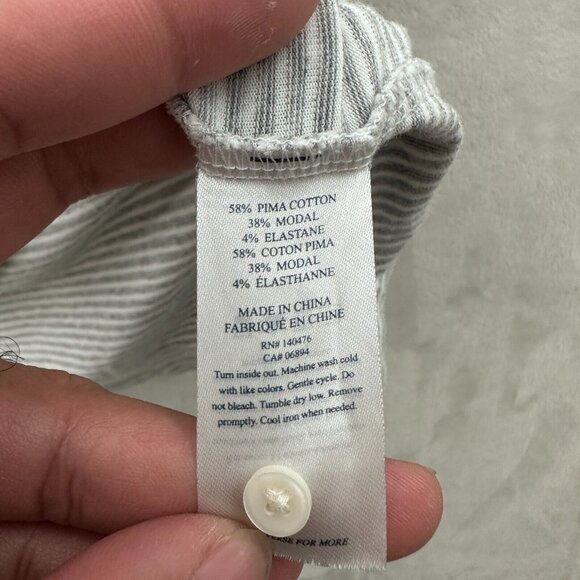 58% PIMA COTTON
38% MODAL
4% ELASTANE
58% COTON PIMA
38% MODAL
4% ÉLASTHANNE
MADE IN CHINA
FABRIQUÉ EN CHINE
RN# 140476
CA# 06894
Turn inside out. Machine wash cold
with like colors. Gentle cycle. Do
not bleach. Tumble dry low. Remove
promptly. Cool iron when needed.
FOR MORE